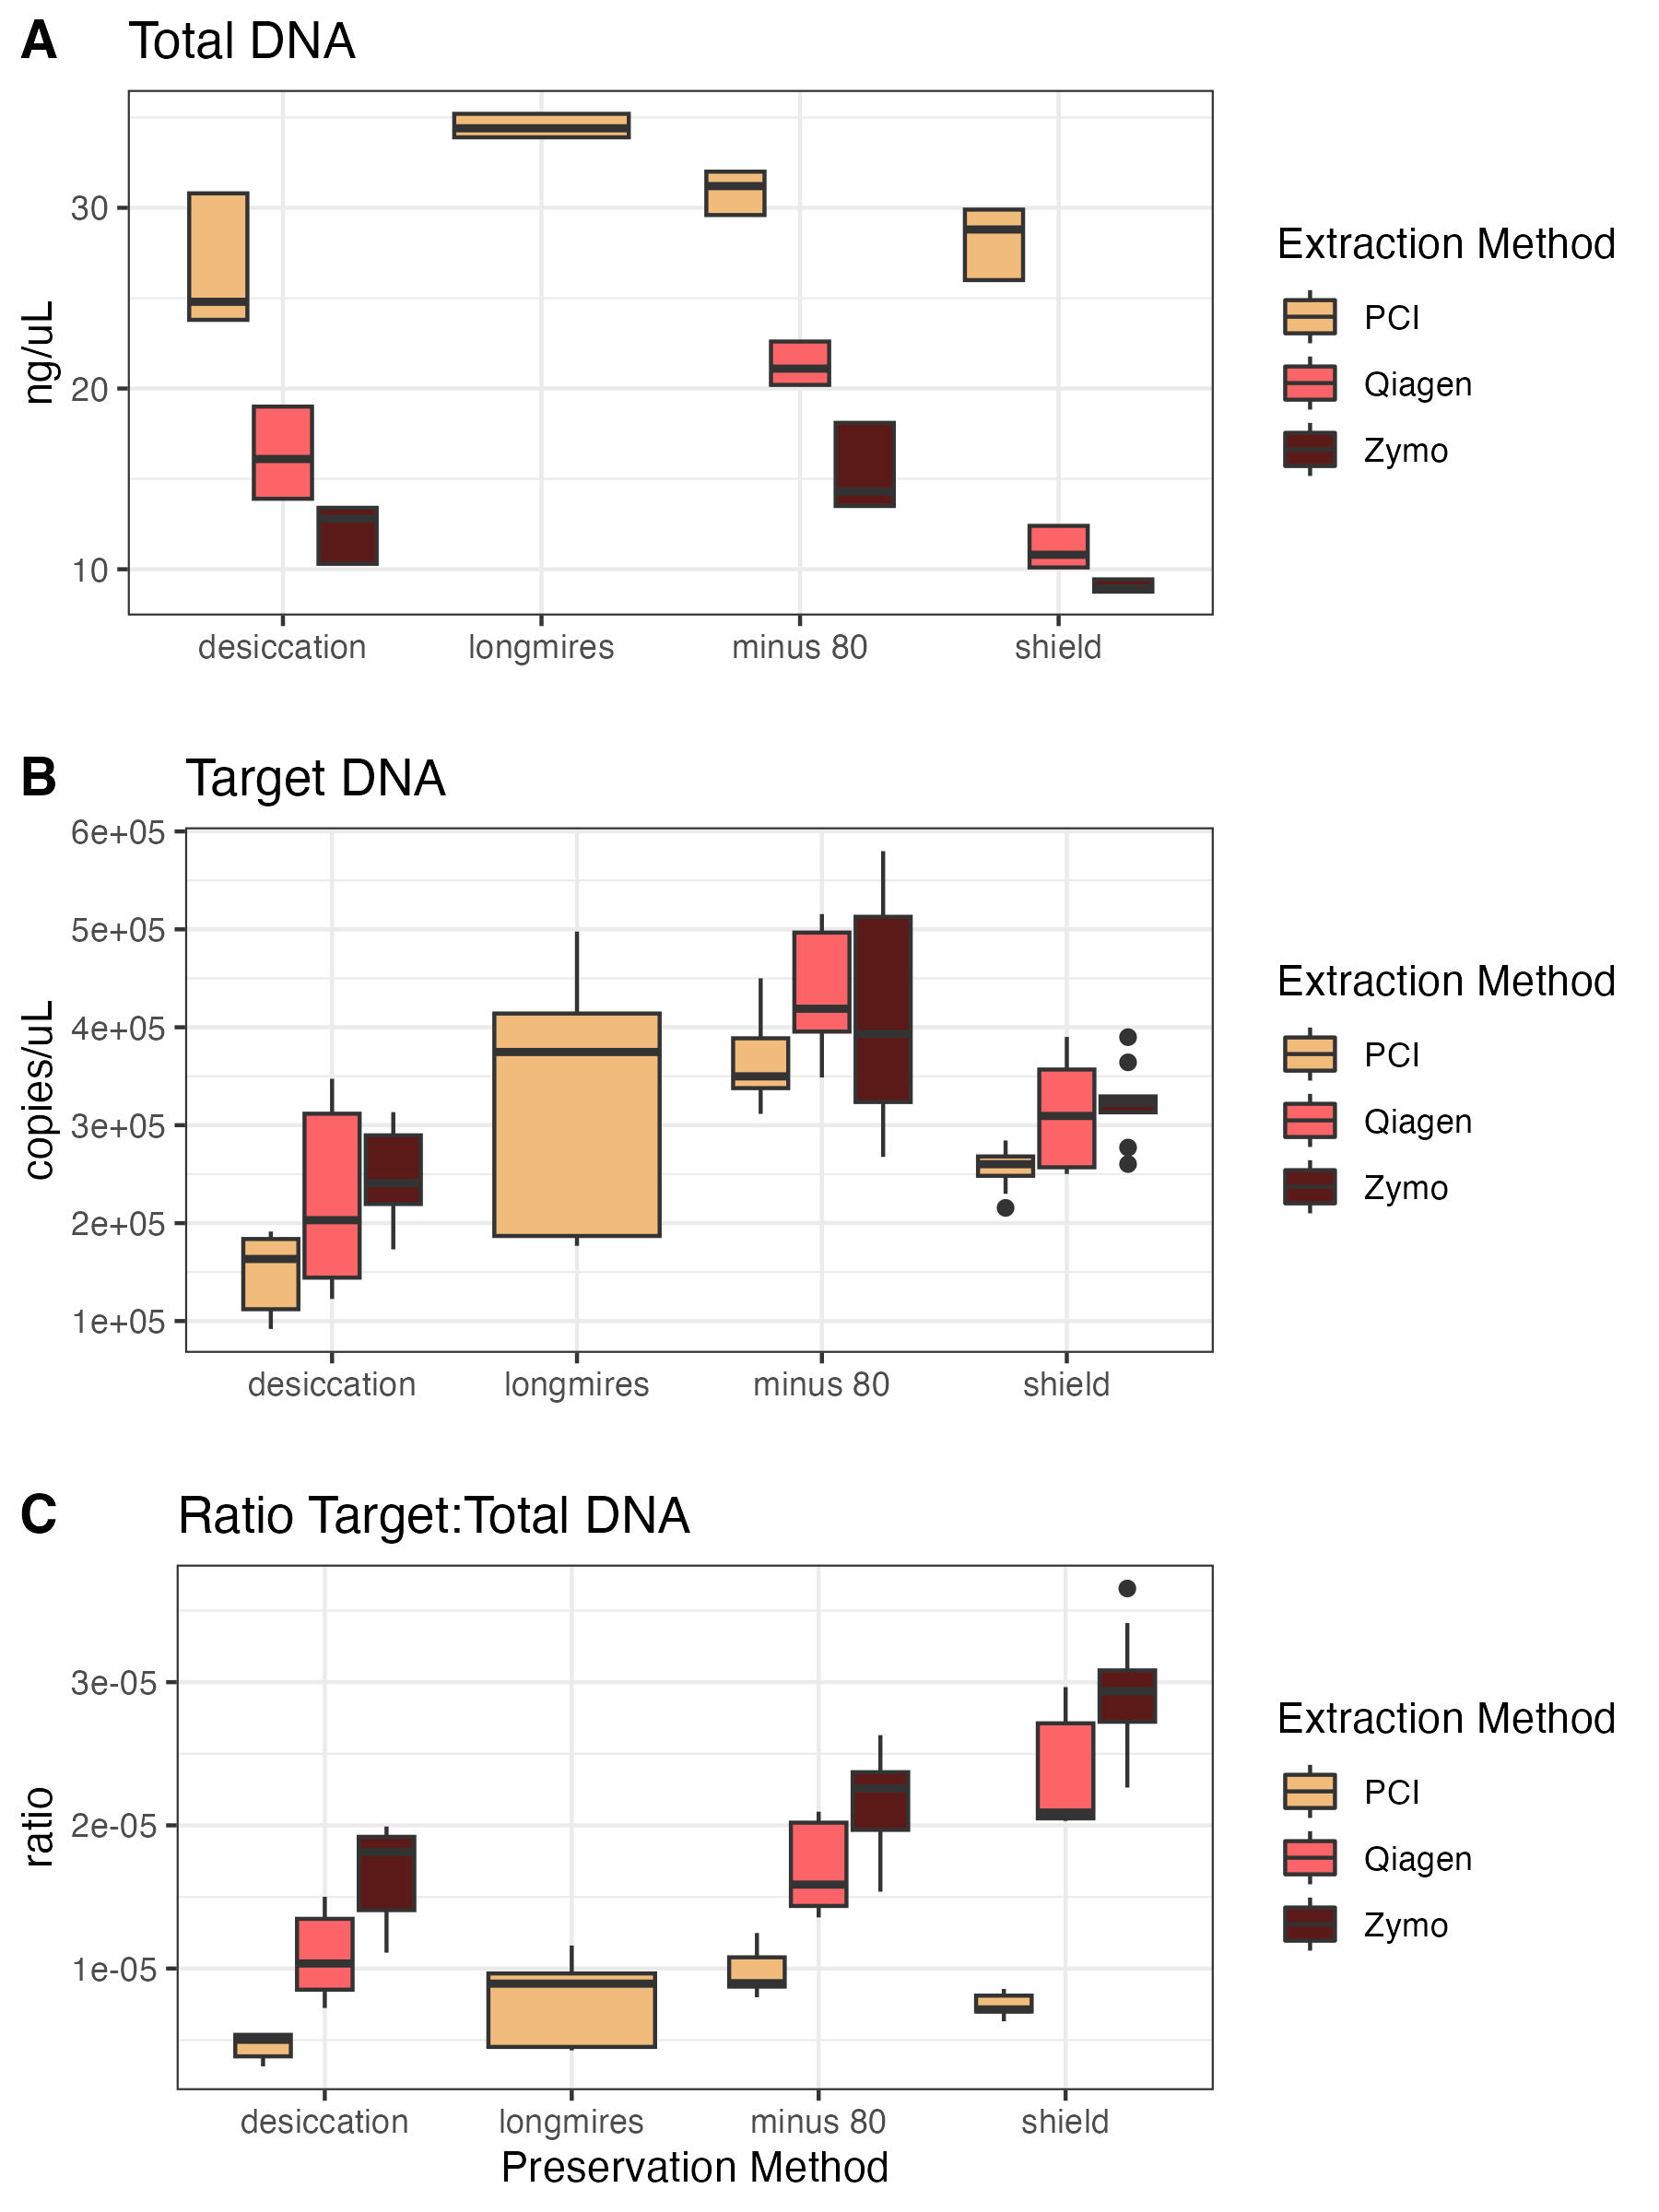 A Total DNA
30
20
10
ng/uL
desiccation longmires minus 80 shield
Extraction Method
PCI
Qiagen
Zymo
B Target DNA
6e+05
5e+05
4e+05
3e+05
2e+05
1e+05
copies/uL
desiccation longmires minus 80 shield
Extraction Method
PCI
Qiagen
Zymo
C Ratio Target:Total DNA
3e-05
2e-05
1e-05
ratio
desiccation longmires minus 80 shield
Preservation Method
Extraction Method
PCI
Qiagen
Zymo